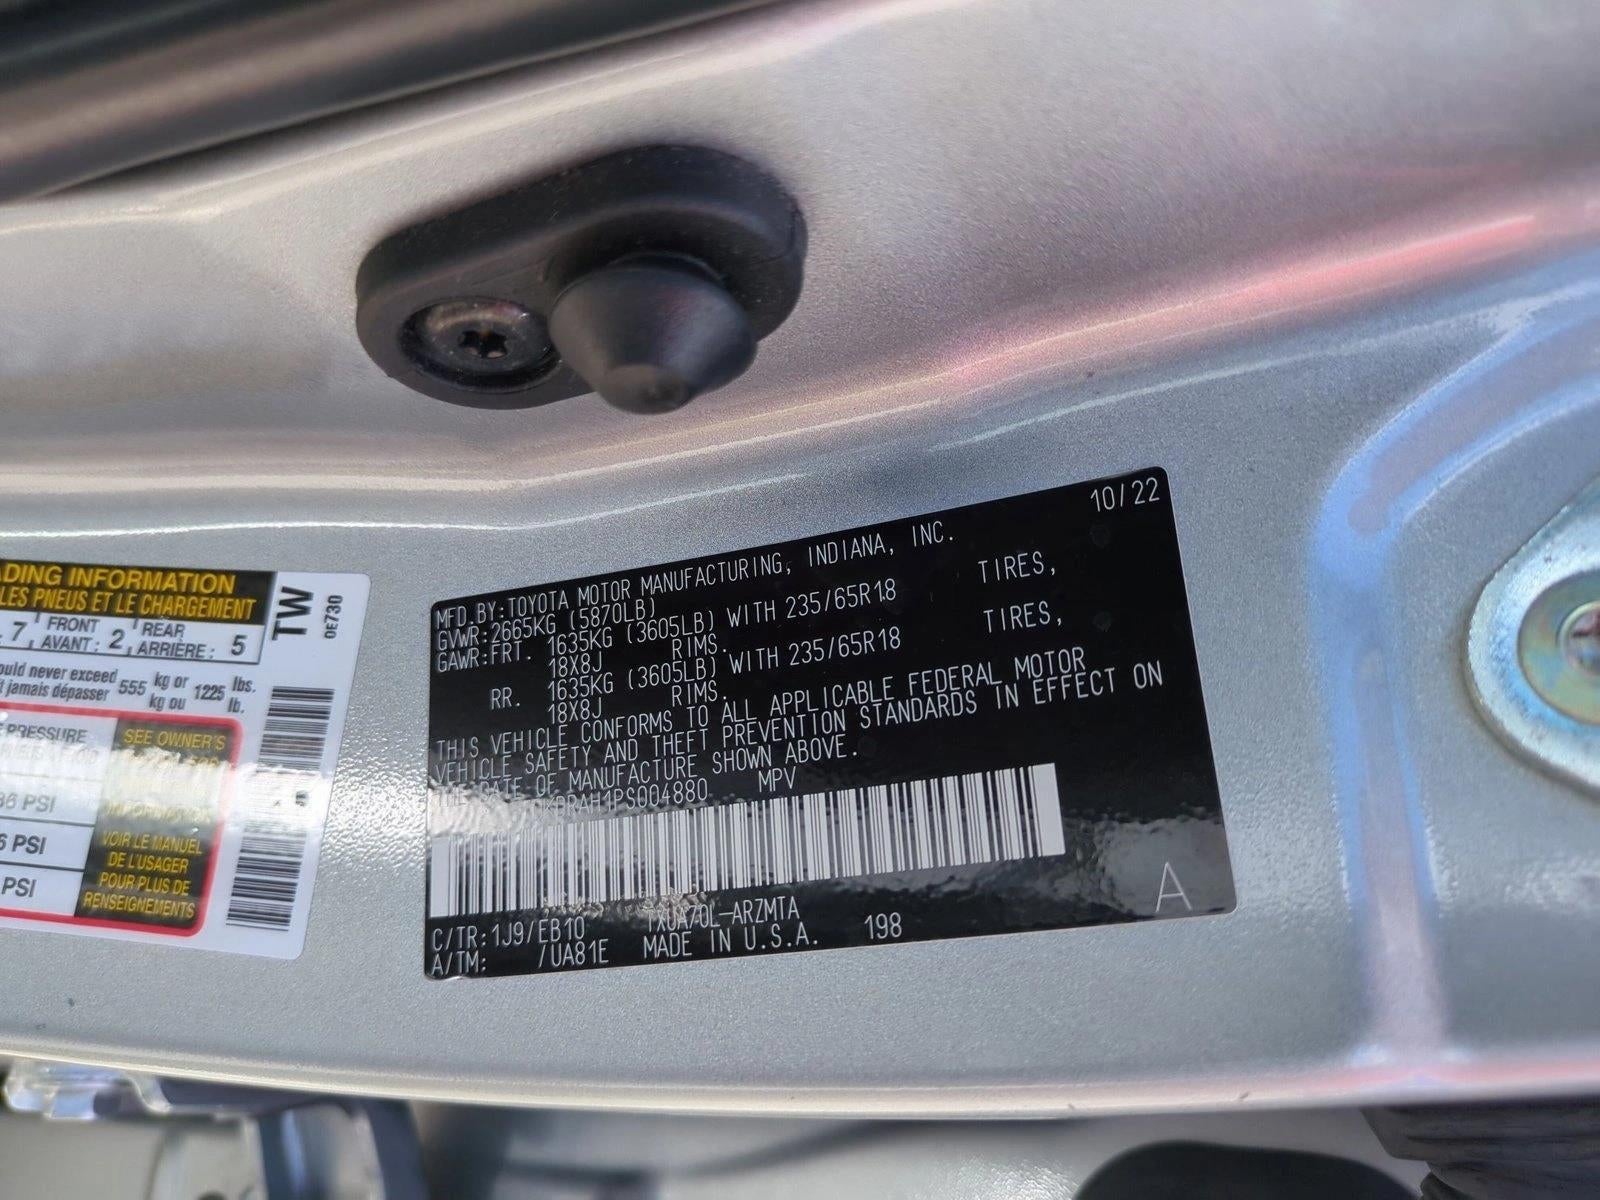 ADING INFORMATION
LES PNEUS ET LE CHARGEMENT
7 FRONT AVANT: 2 REAR ARRIÈRE: 5
ould never exceed 555 kg or 1225 lbs.
t jamais dépasser kg ou lb.
PRESSURE
SEE OWNER'S
36 PSI
6 PSI
PSI
VOIR LE MANUEL
DE L'USAGER
POUR PLUS DE
RENSEIGNEMENTS
TW
0E730
10/22
MFD.BY:TOYOTA MOTOR MANUFACTURING, INDIANA, INC.
GVWR:2665KG (5870LB)
GAWR:FRT. 1635KG (3605LB) WITH 235/65R18 TIRES,
18X8J RIMS.
RR. 1635KG (3605LB) WITH 235/65R18 TIRES,
18X8J RIMS.
THIS VEHICLE CONFORMS TO ALL APPLICABLE FEDERAL MOTOR
VEHICLE SAFETY AND THEFT PREVENTION STANDARDS IN EFFECT ON
THE DATE OF MANUFACTURE SHOWN ABOVE.
MPV
C/TR:1J9/EB10 TXUA70L-ARZMTA
A/TM: /UA81E MADE IN U.S.A. 198
A